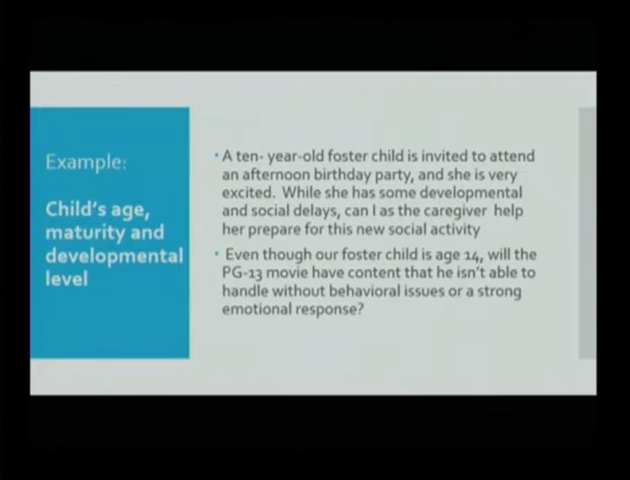 Example:
Child's age,
maturity and
developmental
level
• A ten- year-old foster child is invited to attend
an afternoon birthday party, and she is very
excited. While she has some developmental
and social delays, can I as the caregiver help
her prepare for this new social activity
• Even though our foster child is age 14, will the
PG-13 movie have content that he isn't able to
handle without behavioral issues or a strong
emotional response?